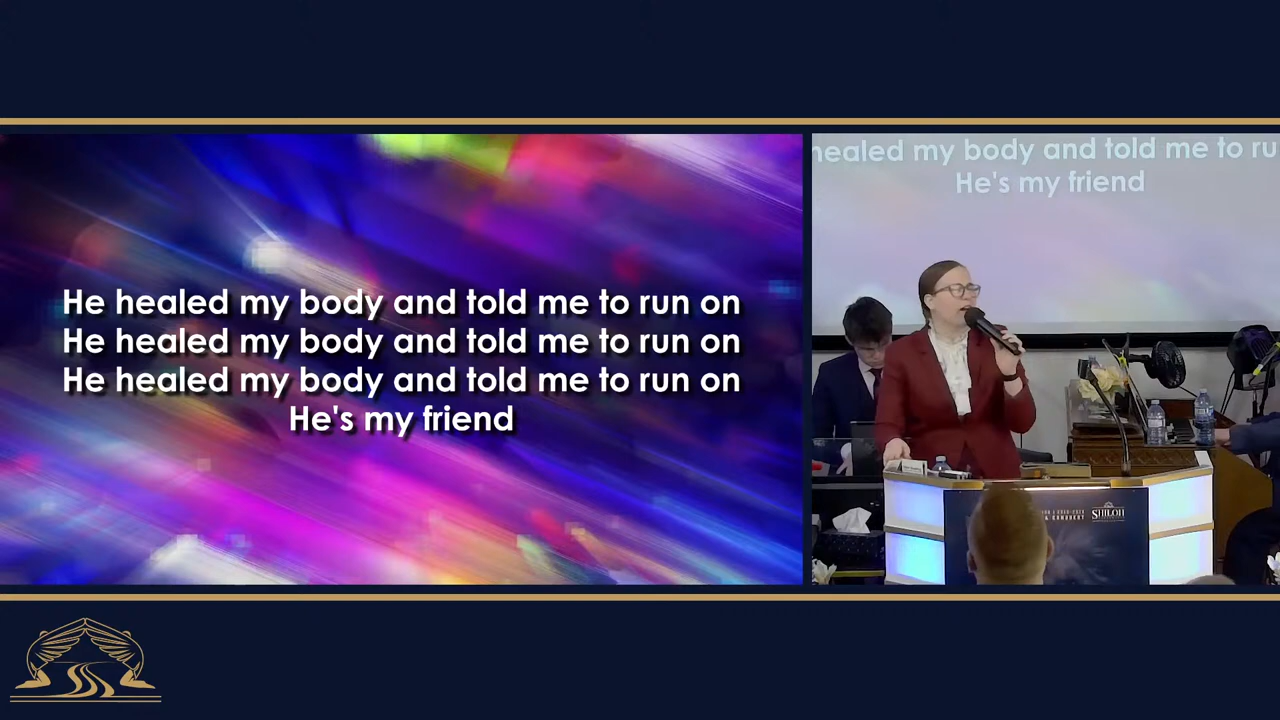 He healed my body and told me to run on
He healed my body and told me to run on
He healed my body and told me to run on
He's my friend
healed my body and told me to ru
He's my friend
SHILOH